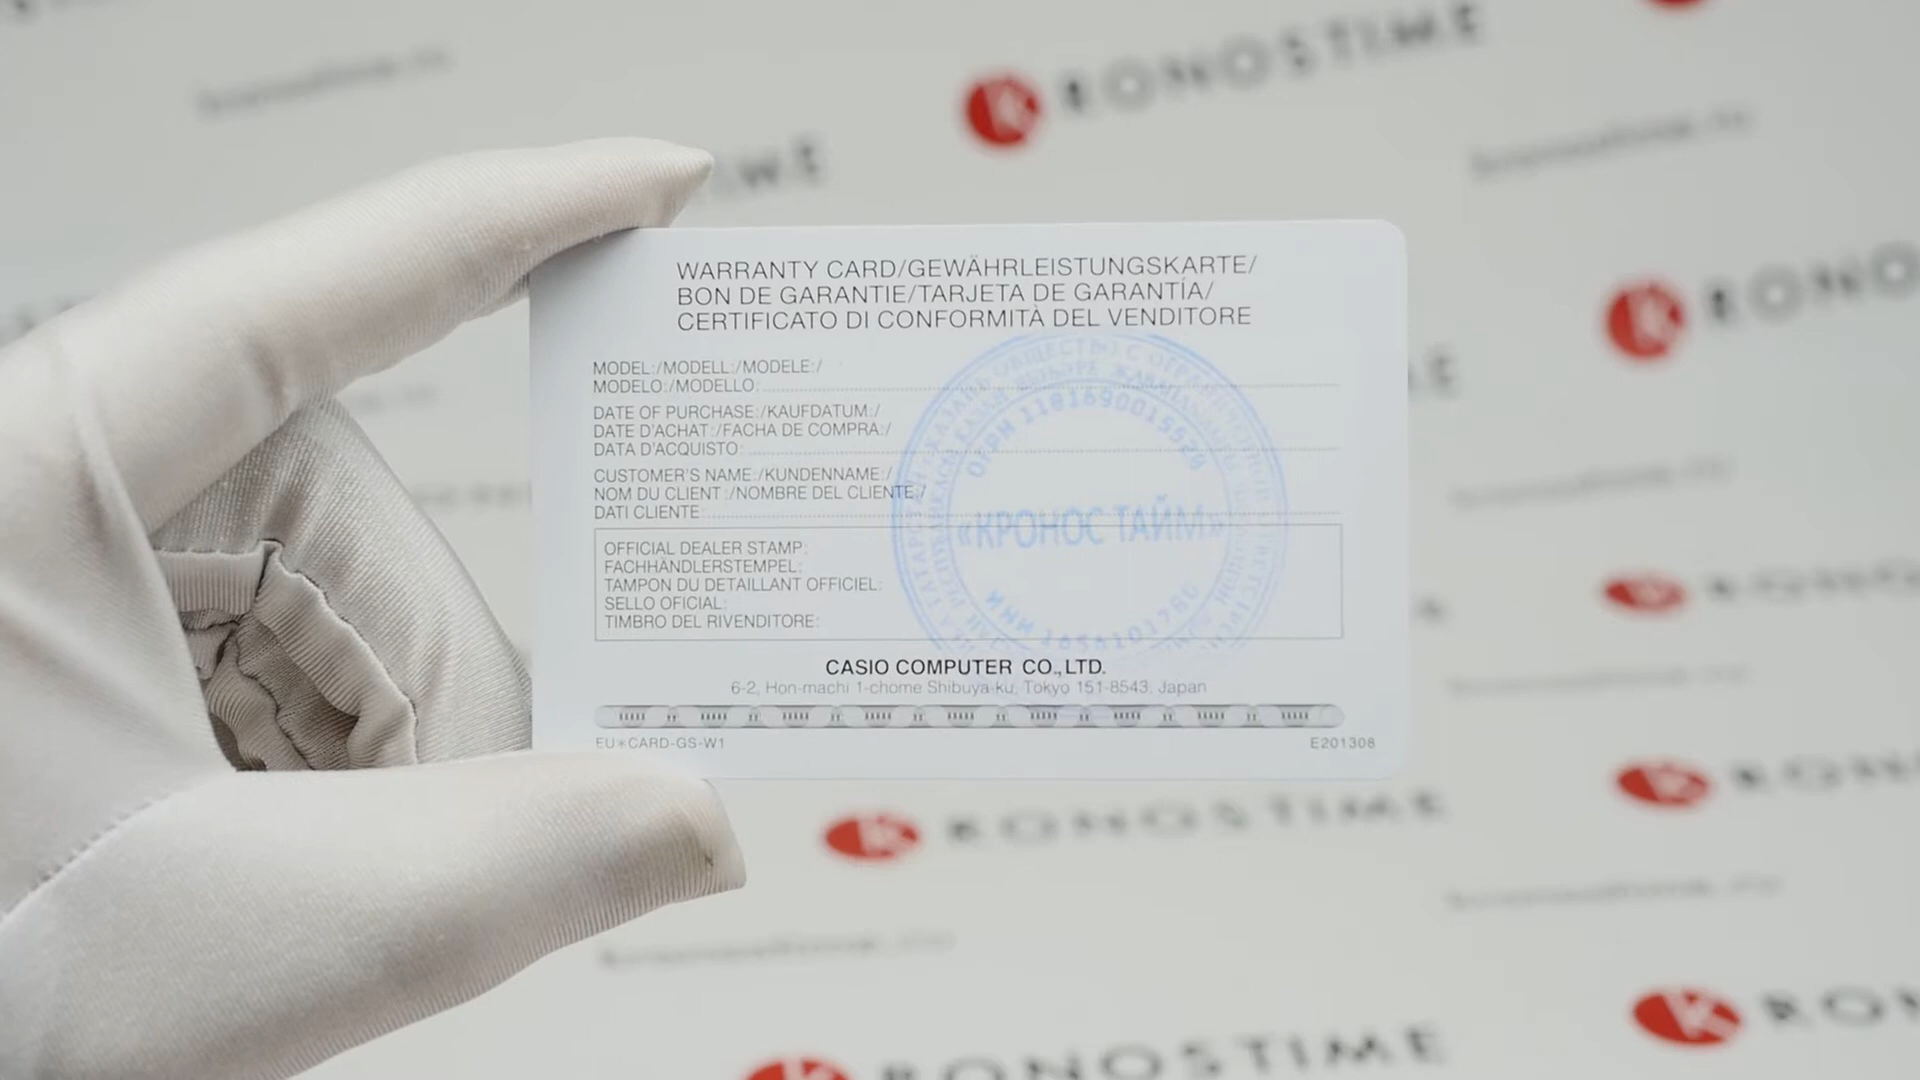 KRONOSTIME
WARRANTY CARD/GEWÄHRLEISTUNGSKARTE/
BON DE GARANTIE/TARJETA DE GARANTÍA/
CERTIFICATO DI CONFORMITÀ DEL VENDITORE
MODEL:/MODELL:/MODELE:/
MODELO:/MODELLO:
DATE OF PURCHASE:/KAUFDATUM:/
DATE D'ACHAT:/FACHA DE COMPRA:/
DATA D'ACQUISTO:
CUSTOMER'S NAME:/KUNDENNAME:/
NOM DU CLIENT :/NOMBRE DEL CLIENTE:/
DATI CLIENTE:
ОГРН 1181690015520
«КРОНОС ТАЙМ»
ИНН
OFFICIAL DEALER STAMP:
FACHHÄNDLERSTEMPEL:
TAMPON DU DETAILLANT OFFICIEL:
SELLO OFICIAL:
TIMBRO DEL RIVENDITORE:
CASIO COMPUTER CO.,LTD.
6-2, Hon-machi 1-chome Shibuya-ku, Tokyo 151-8543, Japan
EU✳CARD-GS-W1
E201308
KRONOSTIME